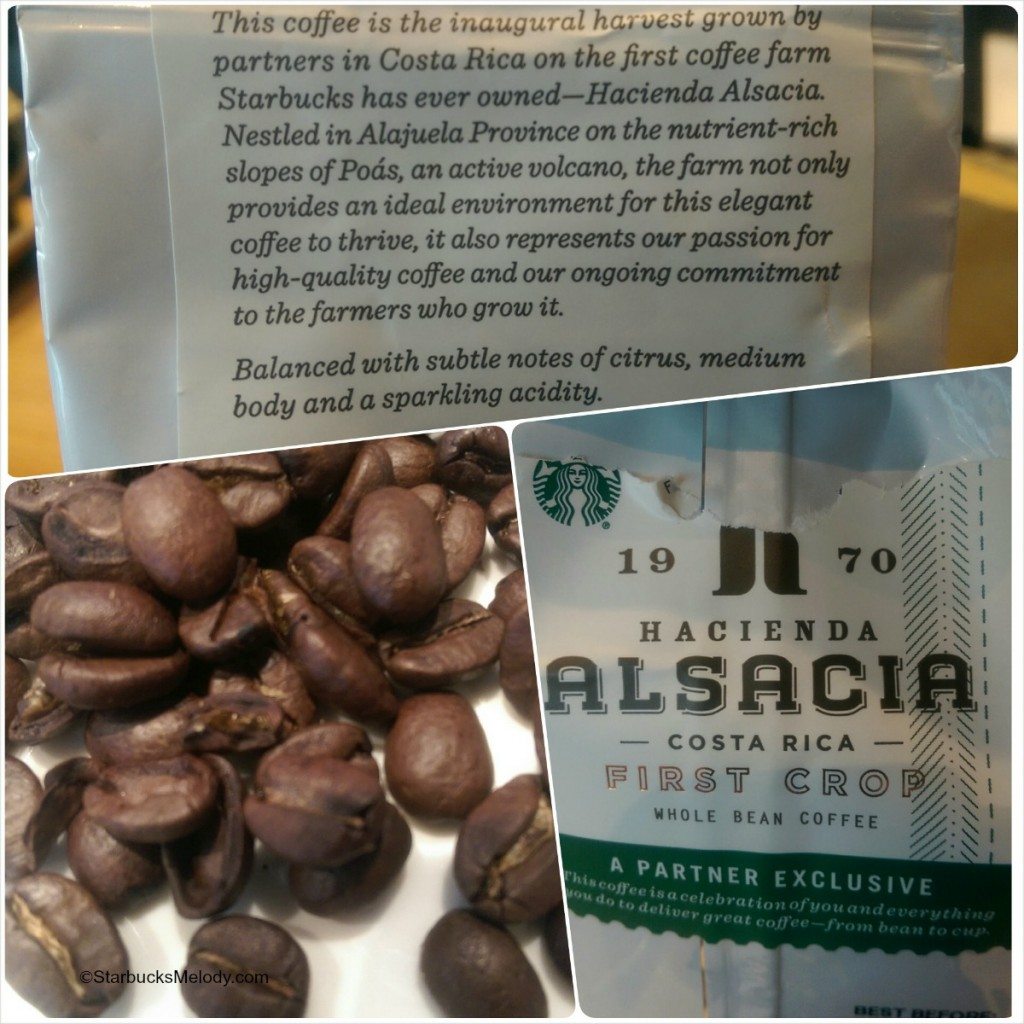 This coffee is the inaugural harvest grown by
partners in Costa Rica on the first coffee farm
Starbucks has ever owned—Hacienda Alsacia.
Nestled in Alajuela Province on the nutrient-rich
slopes of Poás, an active volcano, the farm not only
provides an ideal environment for this elegant
coffee to thrive, it also represents our passion for
high-quality coffee and our ongoing commitment
to the farmers who grow it.
Balanced with subtle notes of citrus, medium
body and a sparkling acidity.
©StarbucksMelody.com
®
19 70
HACIENDA
ALSACIA
— COSTA RICA —
FIRST CROP
WHOLE BEAN COFFEE
A PARTNER EXCLUSIVE
This coffee is a celebration of you and everything
you do to deliver great coffee—from bean to cup.
BEST BEFORE: